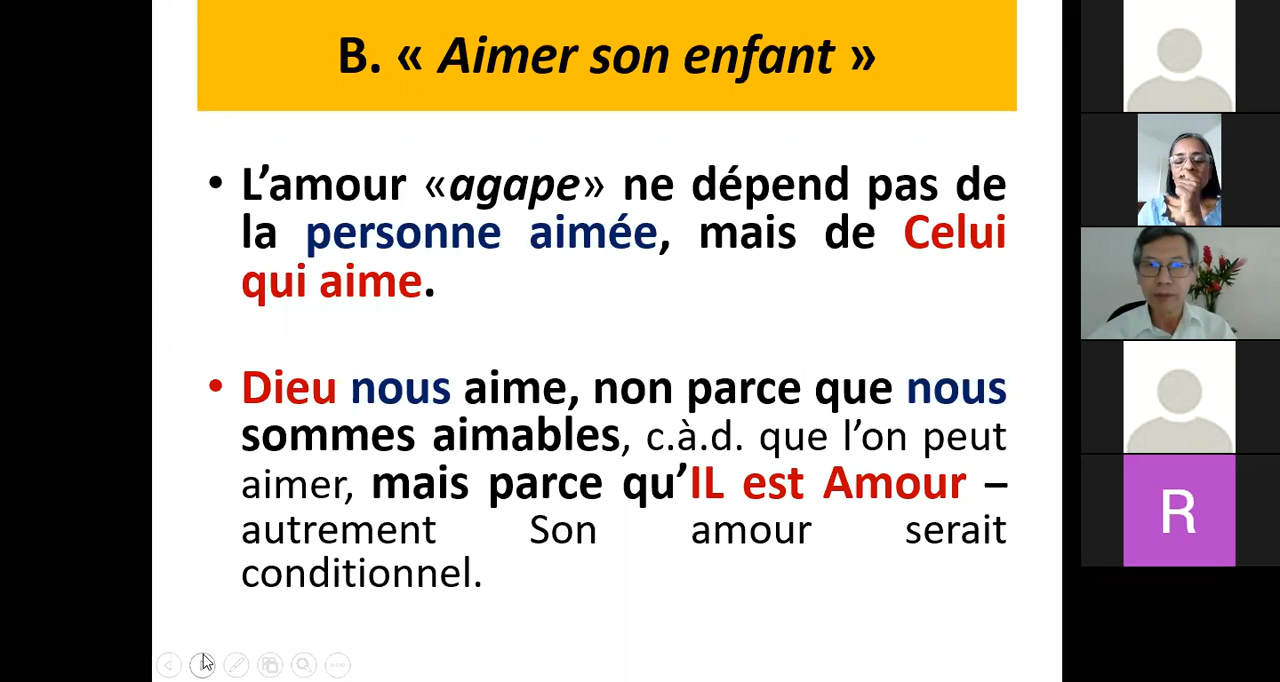 B. « Aimer son enfant »
• L’amour «agape» ne dépend pas de
la personne aimée, mais de Celui
qui aime.
• Dieu nous aime, non parce que nous
sommes aimables, c.à.d. que l’on peut
aimer, mais parce qu’IL est Amour –
autrement Son amour serait
conditionnel.
R